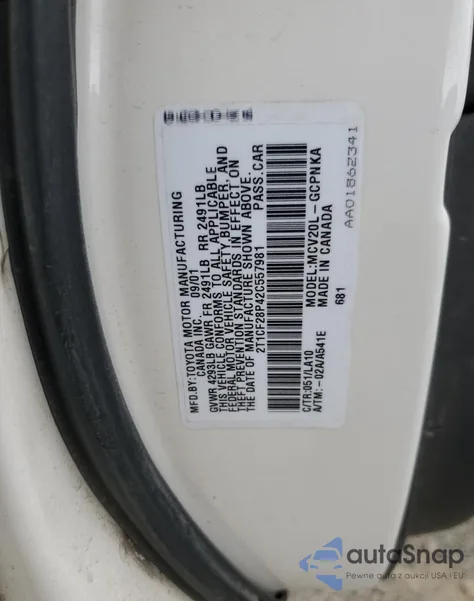 MFD.BY:TOYOTA MOTOR MANUFACTURING
CANADA INC. 09/01
GVWR 4293LB GAWR FR 2491LB RR 2491LB
THIS VEHICLE CONFORMS TO ALL APPLICABLE
FEDERAL MOTOR VEHICLE SAFETY, BUMPER, AND
THEFT PREVENTION STANDARDS IN EFFECT ON
THE DATE OF MANUFACTURE SHOWN ABOVE.
2T1CF28P42C557981 PASS.CAR
C/TR:051/LA10 MODEL:MCV20L-GCPNKA
A/TM:-02A/A541E MADE IN CANADA
681
AA01862341
autoSnap
Pewne auta z aukcji USA i EU